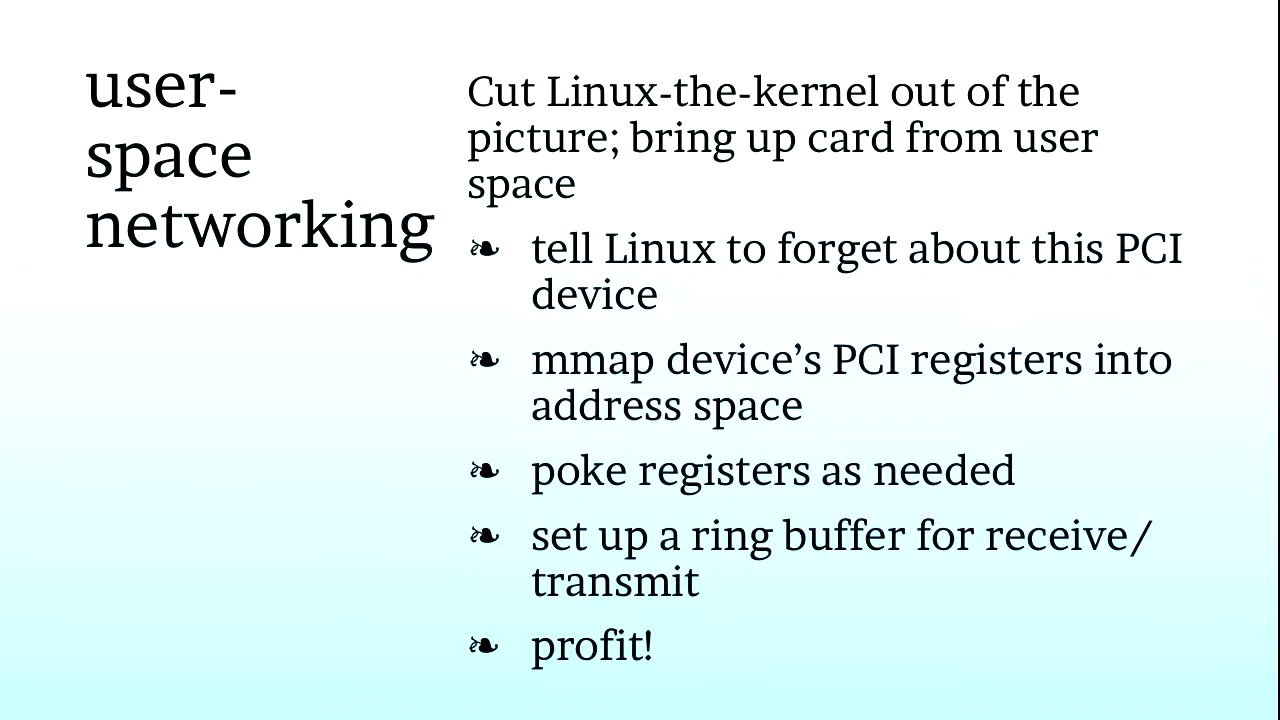 user-
space
networking
Cut Linux-the-kernel out of the
picture; bring up card from user
space
❧ tell Linux to forget about this PCI
device
❧ mmap device’s PCI registers into
address space
❧ poke registers as needed
❧ set up a ring buffer for receive/
transmit
❧ profit!